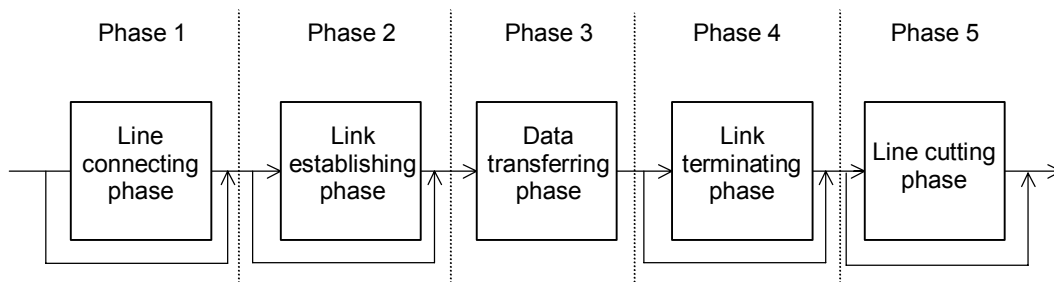 Phase 1
Phase 2
Phase 3
Phase 4
Phase 5
Line
connecting
phase
Link
establishing
phase
Data
transferring
phase
Link
terminating
phase
Line cutting
phase